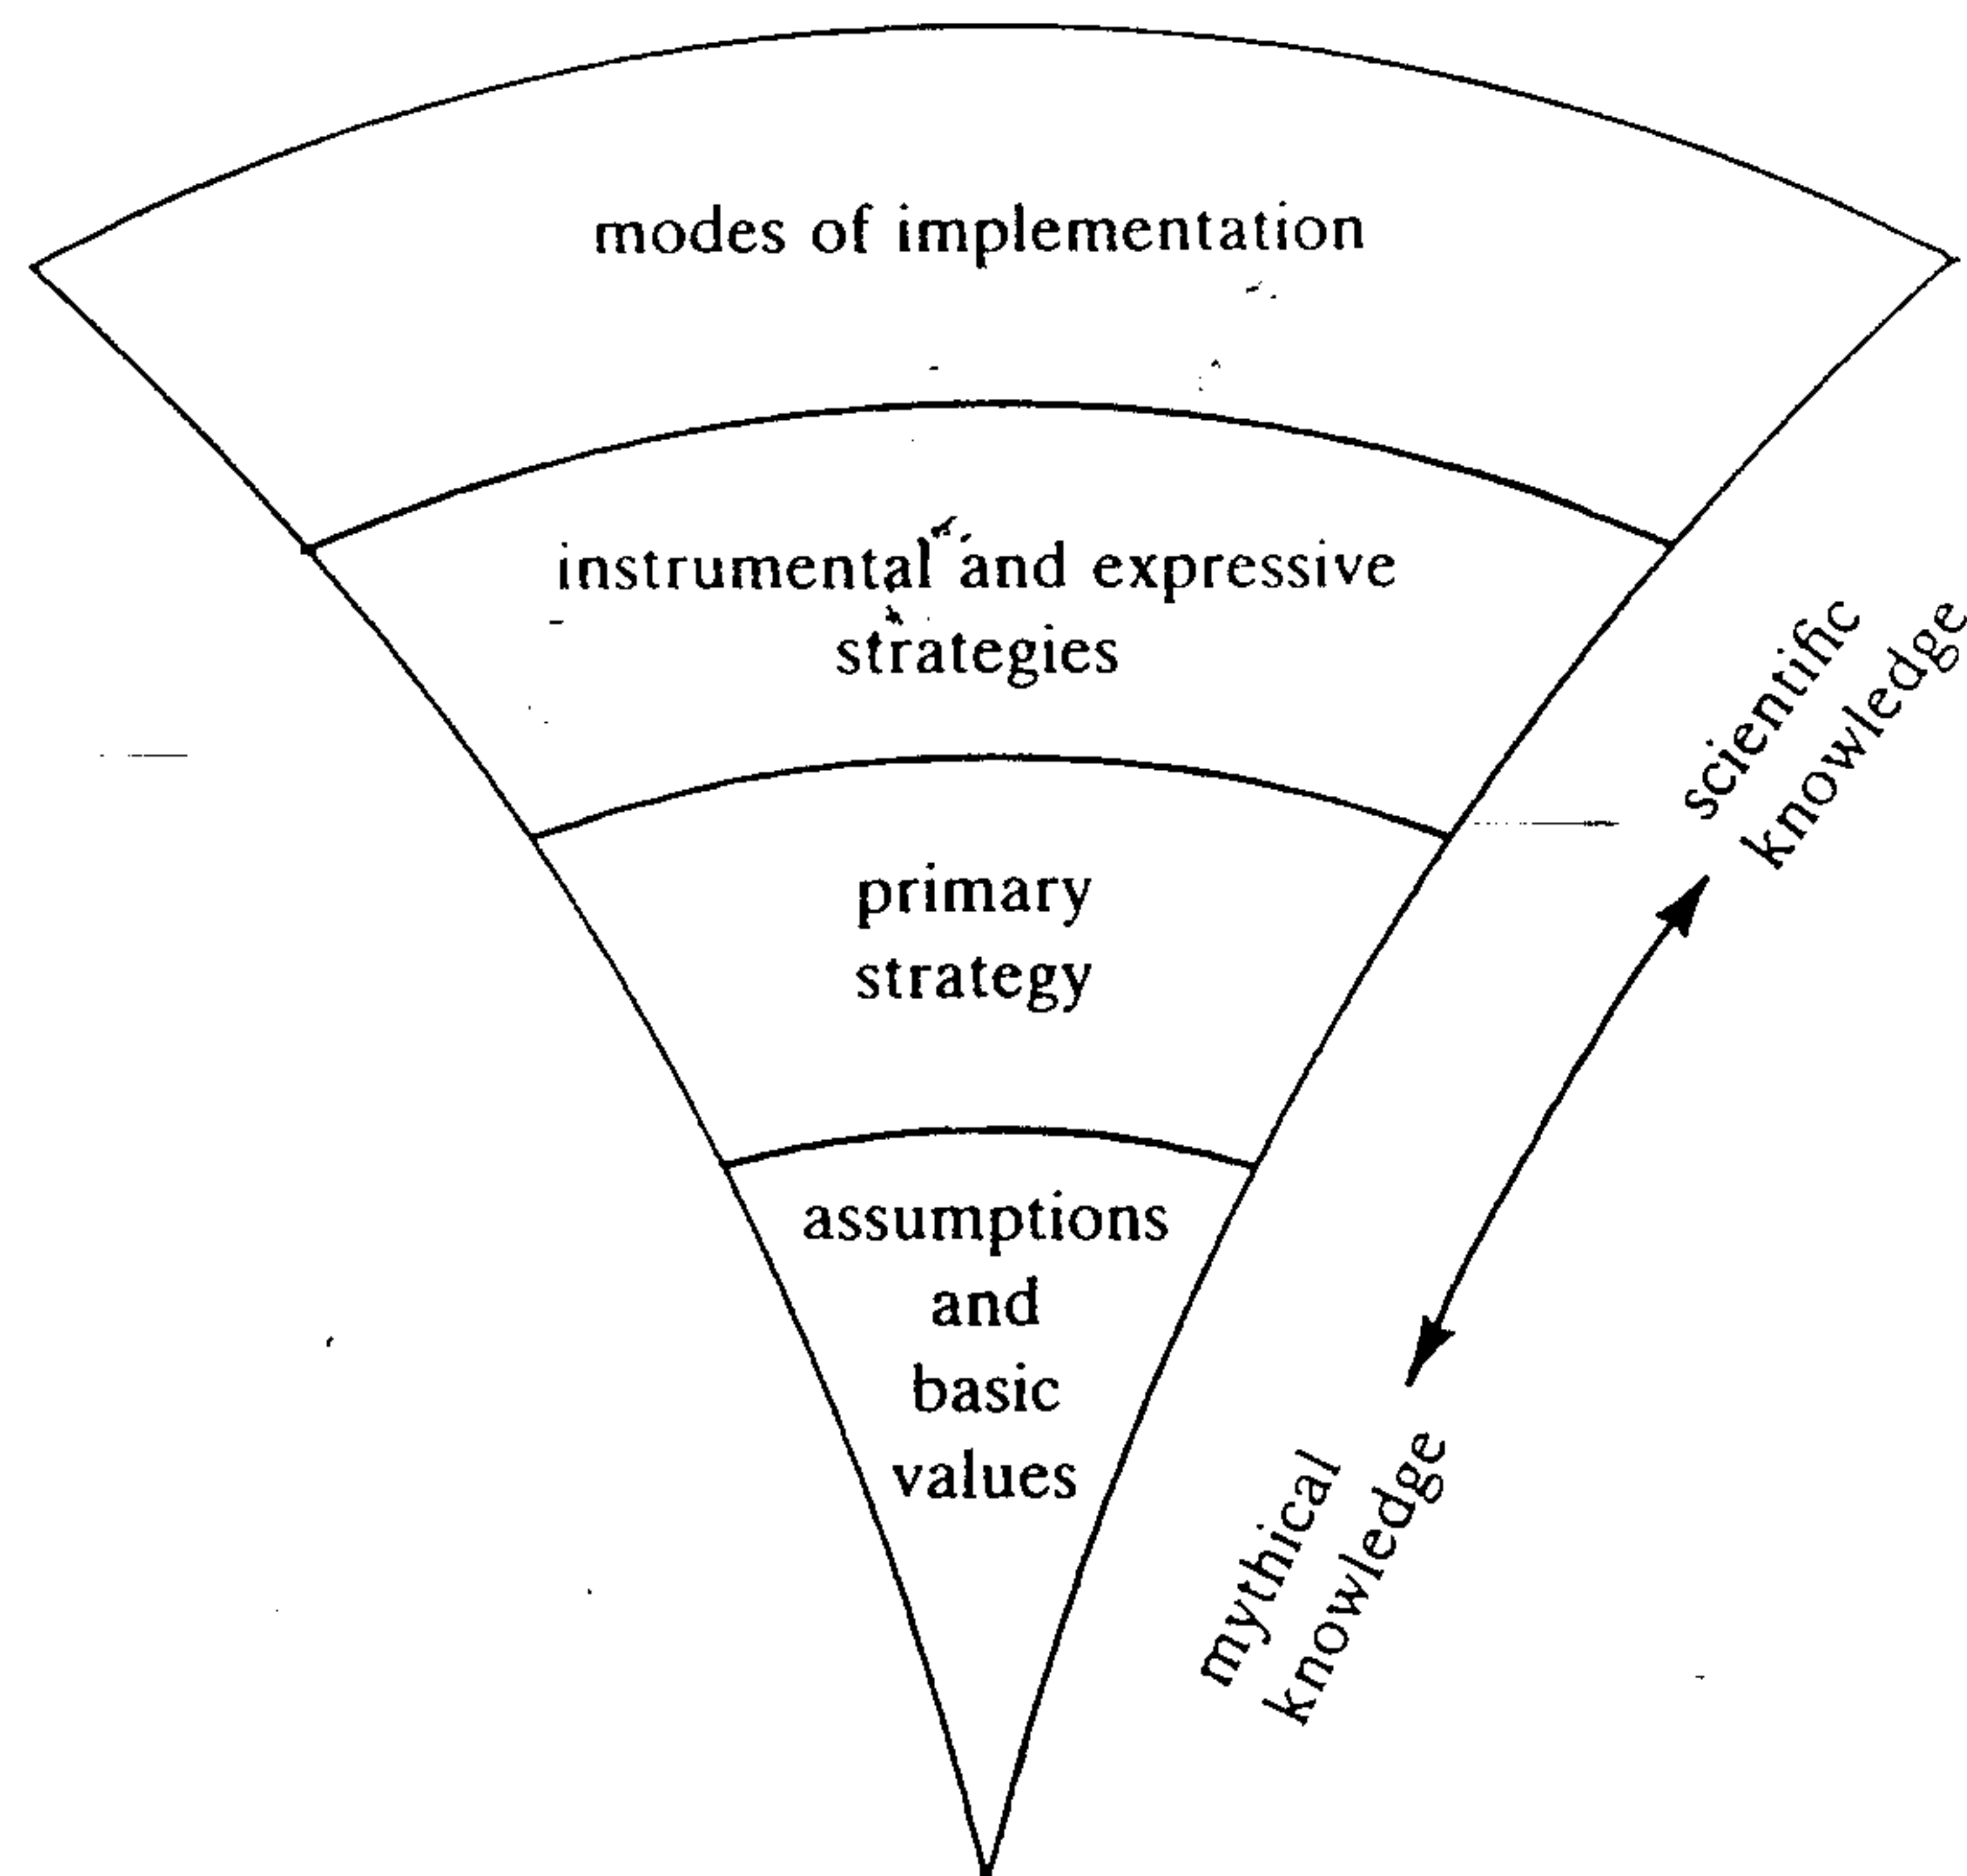 modes of implementation
instrumental and expressive
strategies
primary
strategy
assumptions
and
basic
values
scientific
knowledge
mythical
knowledge